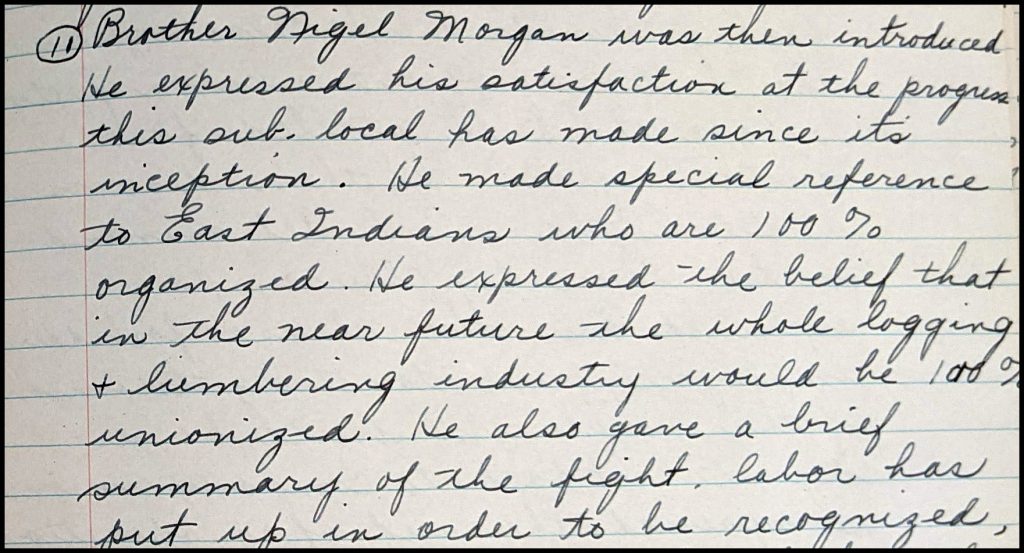 (11) Brother Nigel Morgan was then introduced
He expressed his satisfaction at the progress
this sub. local has made since its
inception. He made special reference
to East Indians who are 100%
organized. He expressed the belief that
in the near future the whole logging
+ lumbering industry would be 100%
unionized. He also gave a brief
summary of the fight. labor has
put up in order to be recognized,